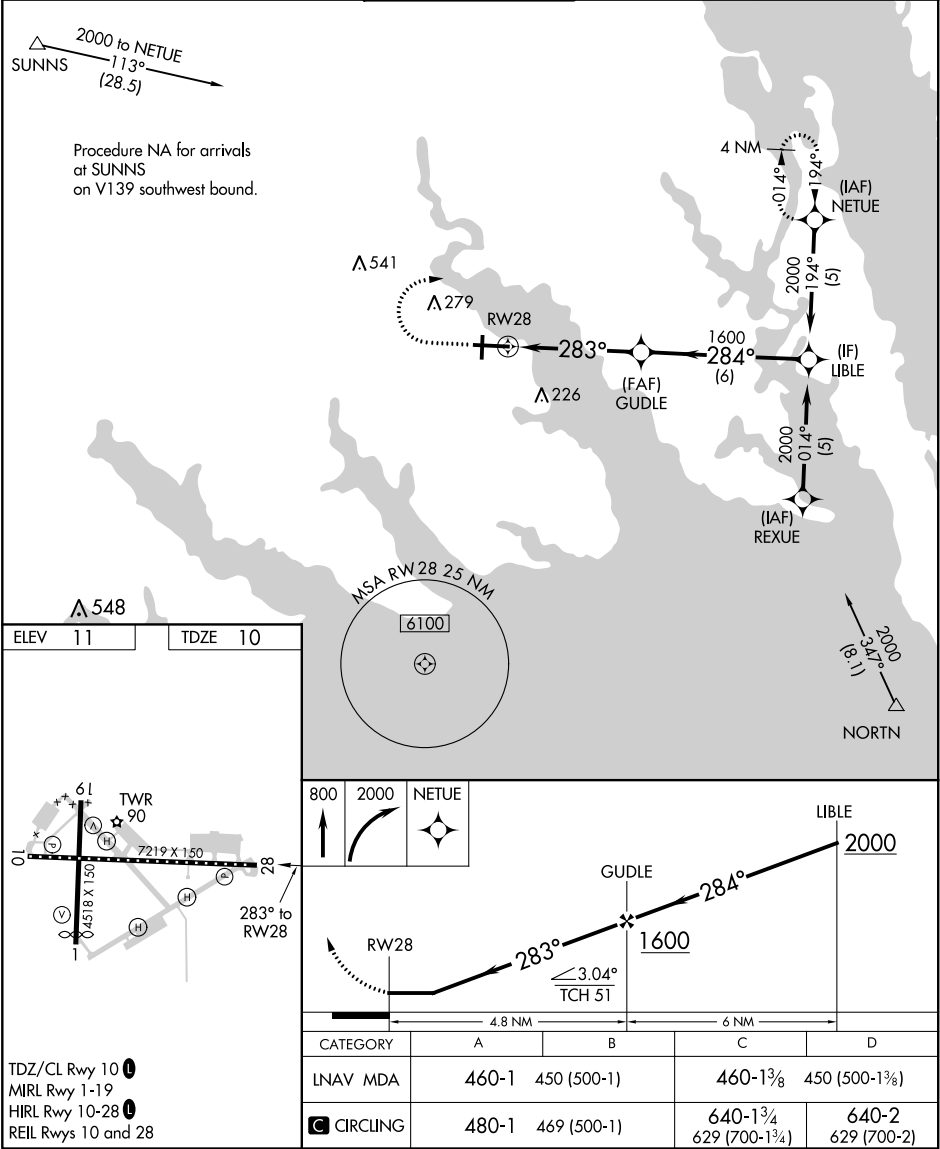 2000 to NETUE
SUNNS
113°
(28.5)
Procedure NA for arrivals
at SUNNS
on V139 southwest bound.
4 NM
014°
194°
(IAF)
NETUE
2000
194°
(5)
541
279
RW28
283°
1600
284°
(6)
(IF)
LIBLE
(FAF)
GUDLE
226
2000
014°
(5)
(IAF)
REXUE
MSA RW28 25 NM
6100
548
2000
347°
(8.1)
NORTN
ELEV 11
TDZE 10
19
TWR
90
V
H
P
10
7219 X 150
28
P
H
V
4518 X 150
H
1
283° to
RW28
TDZ/CL Rwy 10 L
MIRL Rwy 1-19
HIRL Rwy 10-28 L
REIL Rwys 10 and 28
800
2000
NETUE
LIBLE
2000
GUDLE
284°
1600
RW28
283°
3.04°
TCH 51
4.8 NM
6 NM
CATEGORY A B C D
LNAV MDA 460-1 450 (500-1) 460-1⅜ 450 (500-1⅜)
C CIRCLING 480-1 469 (500-1) 640-1¾ 640-2
629 (700-1¾) 629 (700-2)